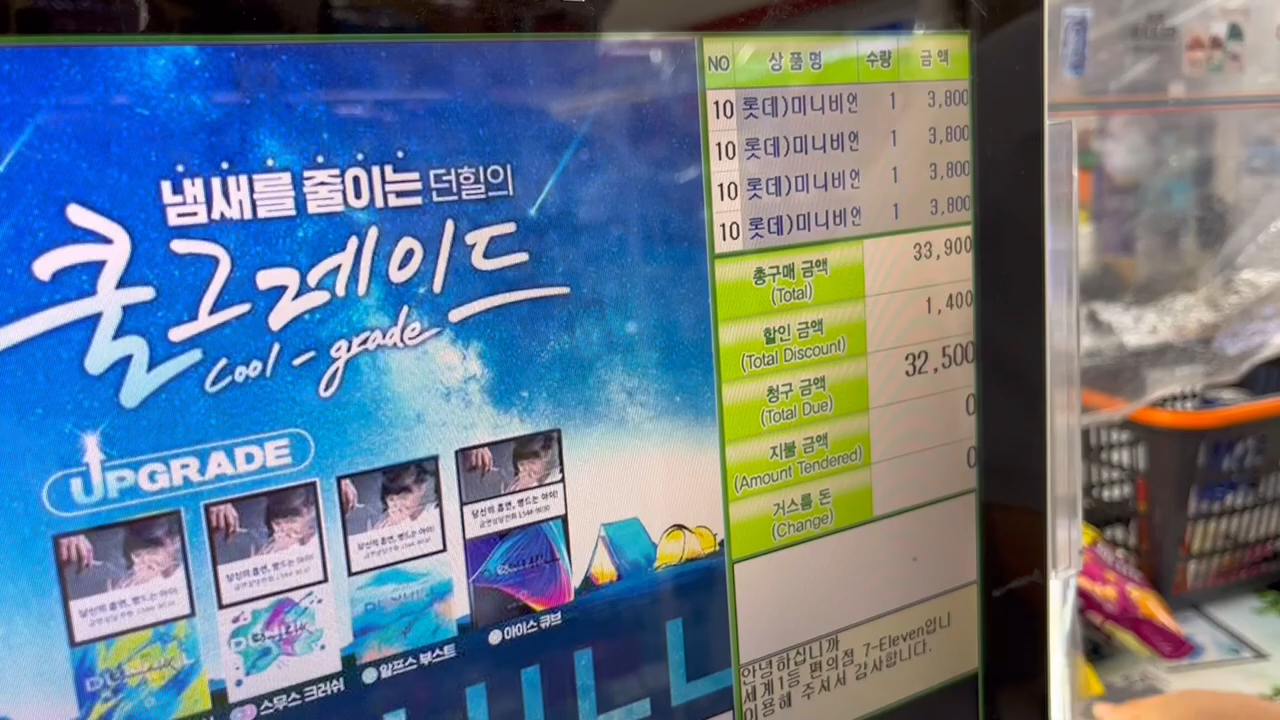 냄새를 줄이는 던힐의
쿨그레이드
cool-grade
UPGRADE
당신의 흡연, 병드는 아이!
당신의 흡연, 병드는 아이!
당신의 흡연, 병드는 아이!
당신의 흡연, 병드는 아이!
스무스 크러쉬
알프스 부스트
아이스 큐브
NO 상품명 수량 금액
10 롯데)미니비언 1 3,800
10 롯데)미니비언 1 3,800
10 롯데)미니비언 1 3,800
10 롯데)미니비언 1 3,800
총구매 금액 33,900
(Total)
할인 금액 1,400
(Total Discount)
청구 금액 32,500
(Total Due)
지불 금액 0
(Amount Tendered)
거스름 돈 0
(Change)
안녕하십니까
세계1등 편의점 7-Eleven입니
이용해 주셔서 감사합니다.